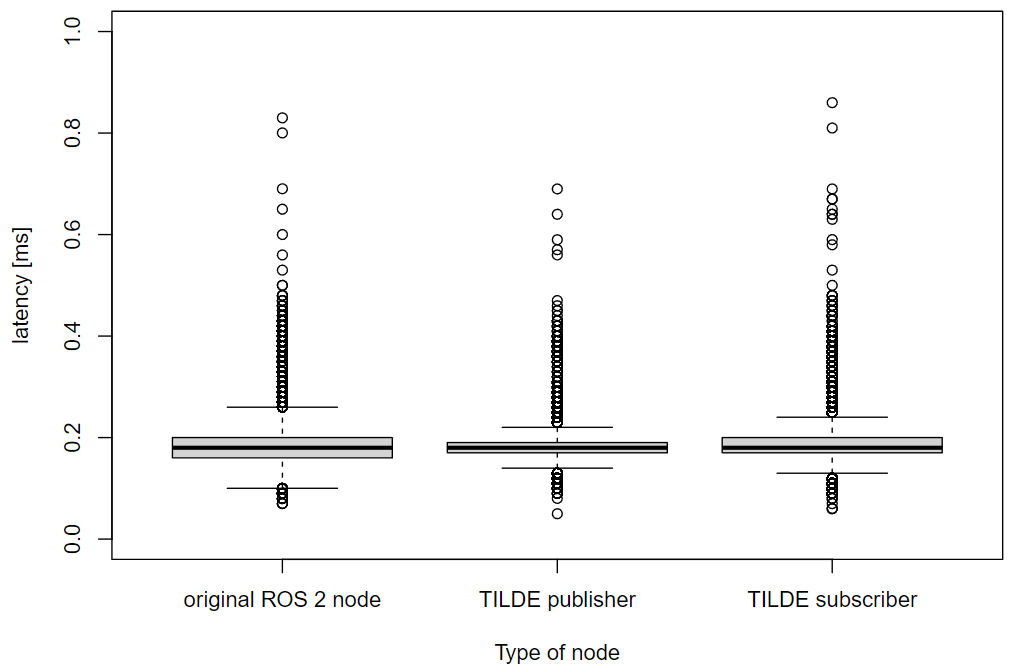 1.0
0.8
0.6
0.4
0.2
0.0
latency [ms]
original ROS 2 node
TILDE publisher
TILDE subscriber
Type of node